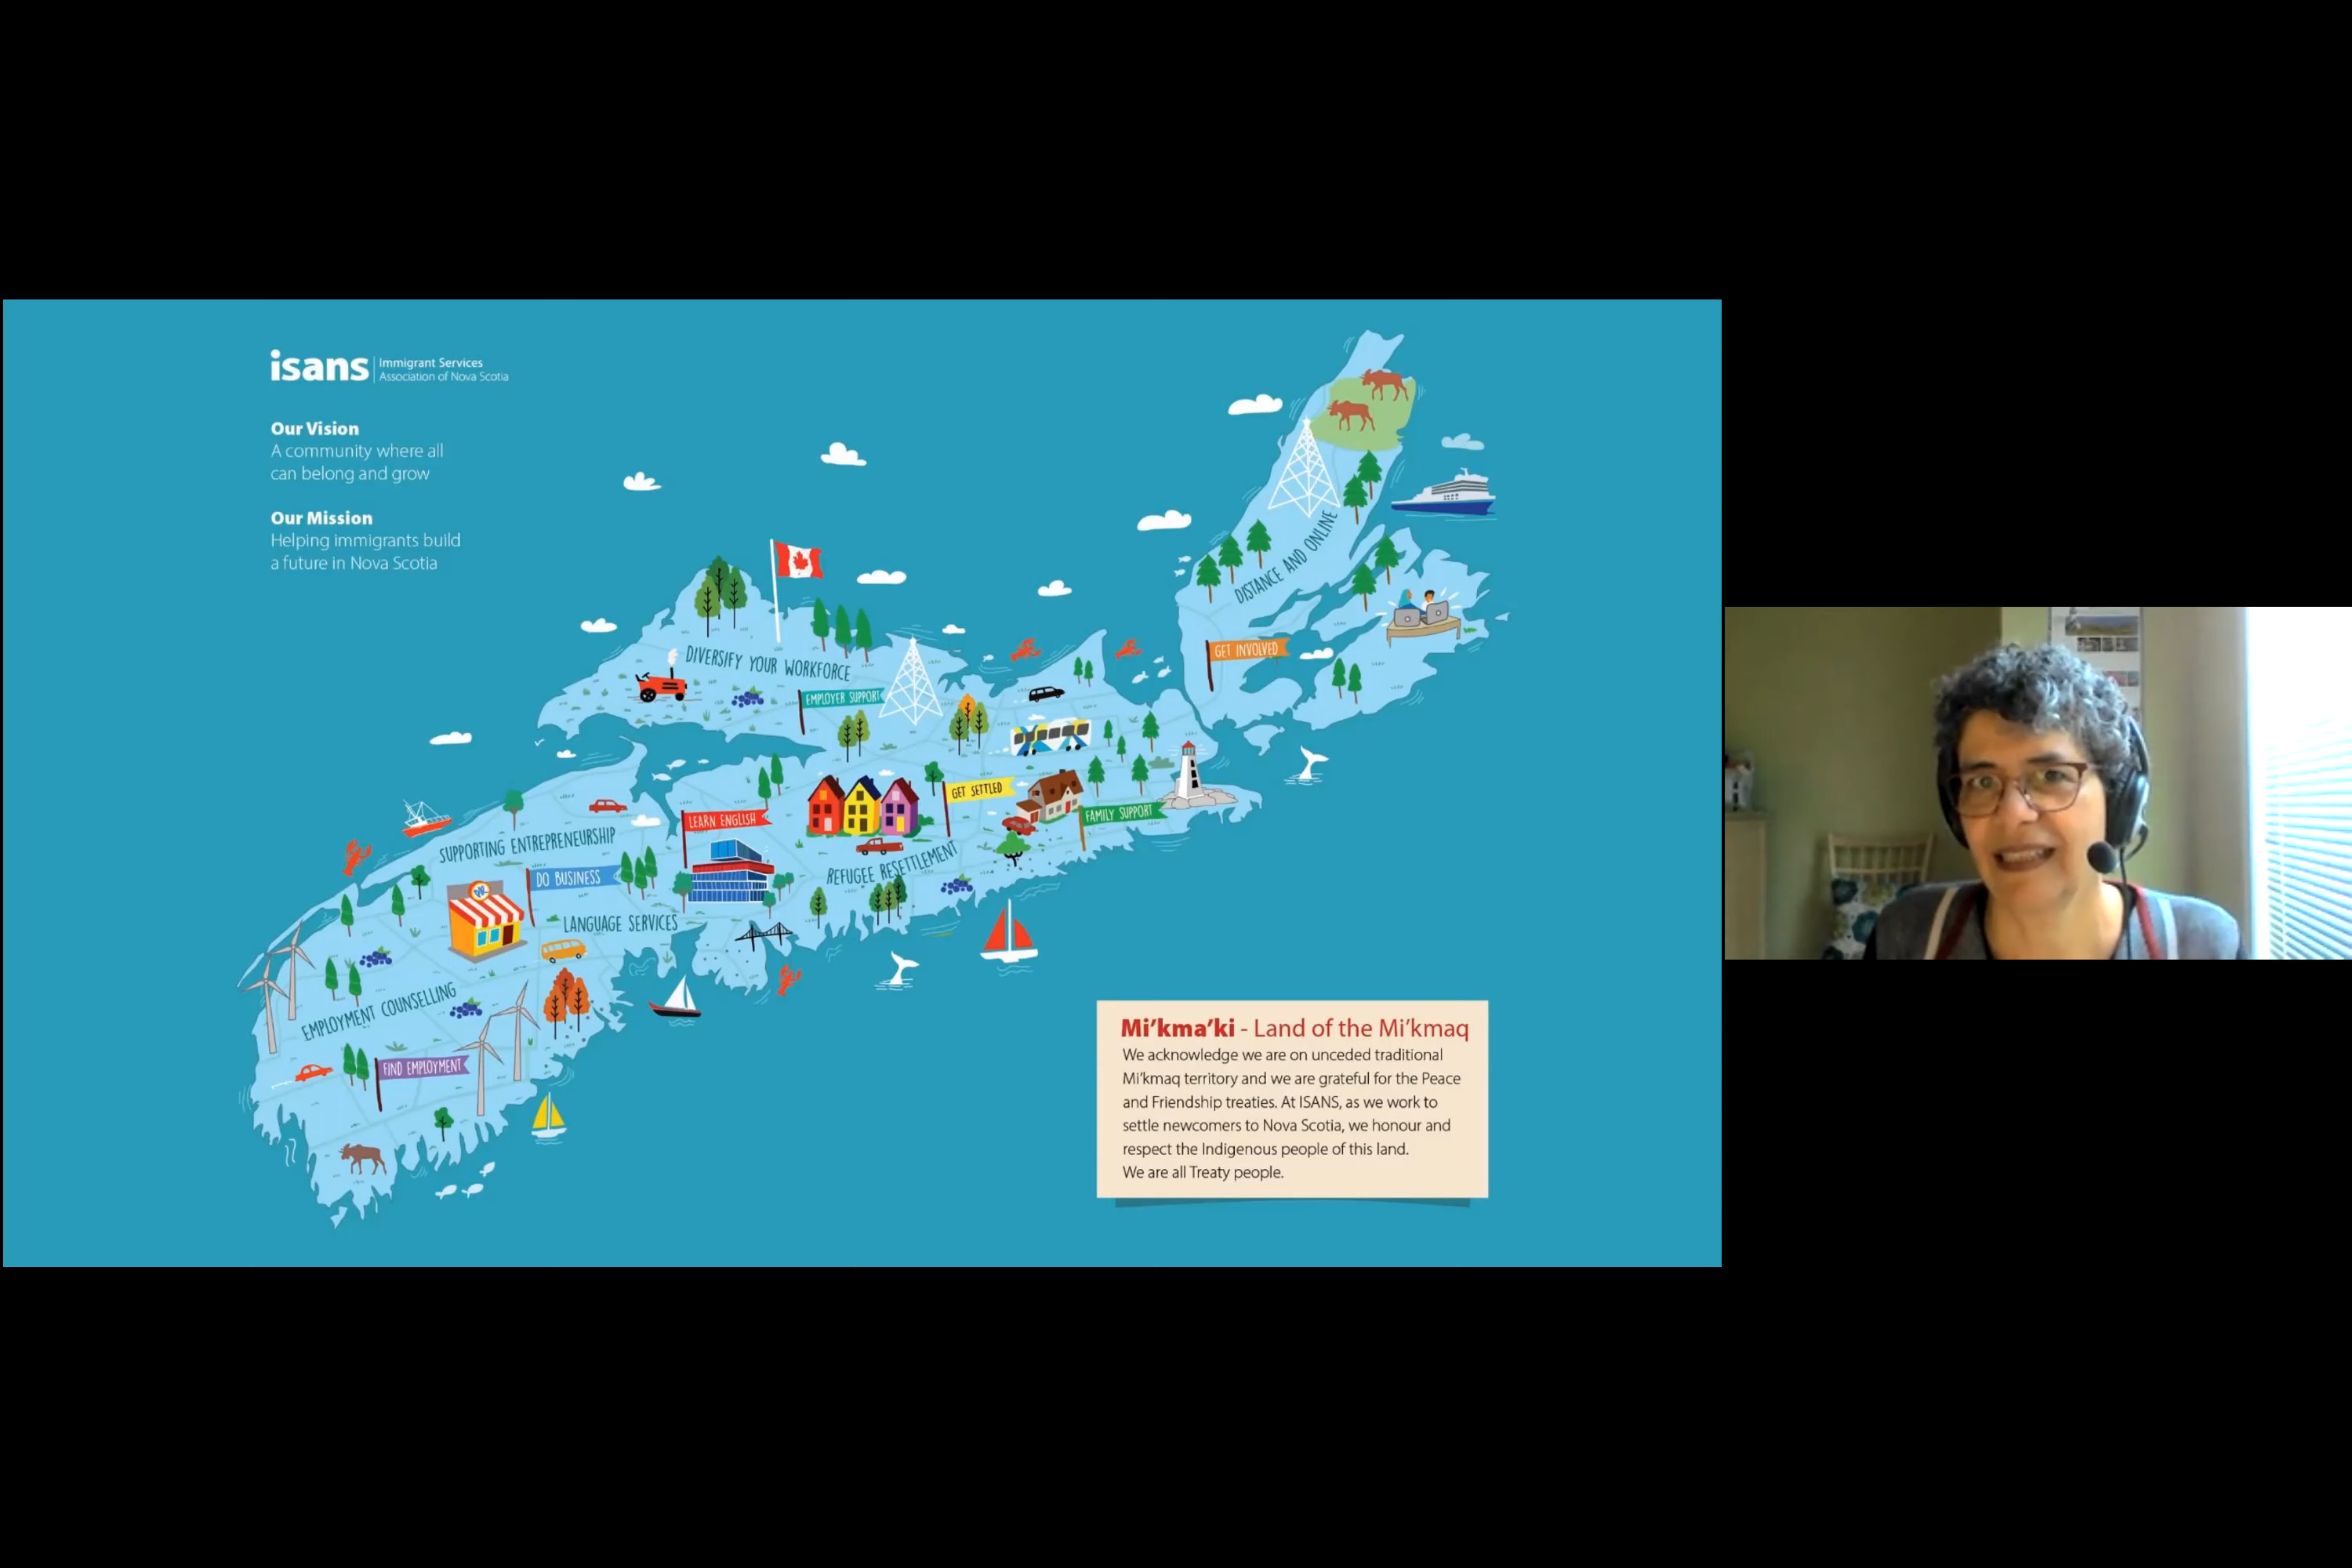 isans
Immigrant Services
Association of Nova Scotia
Our Vision
A community where all
can belong and grow
Our Mission
Helping immigrants build
a future in Nova Scotia
DISTANCE AND ONLINE
GET INVOLVED
DIVERSIFY YOUR WORKFORCE
EMPLOYER SUPPORT
GET SETTLED
FAMILY SUPPORT
LEARN ENGLISH
SUPPORTING ENTREPRENEURSHIP
REFUGEE RESETTLEMENT
DO BUSINESS
LANGUAGE SERVICES
EMPLOYMENT COUNSELLING
FIND EMPLOYMENT
Mi'kma'ki - Land of the Mi'kmaq
We acknowledge we are on unceded traditional
Mi'kmaq territory and we are grateful for the Peace
and Friendship treaties. At ISANS, as we work to
settle newcomers to Nova Scotia, we honour and
respect the Indigenous people of this land.
We are all Treaty people.